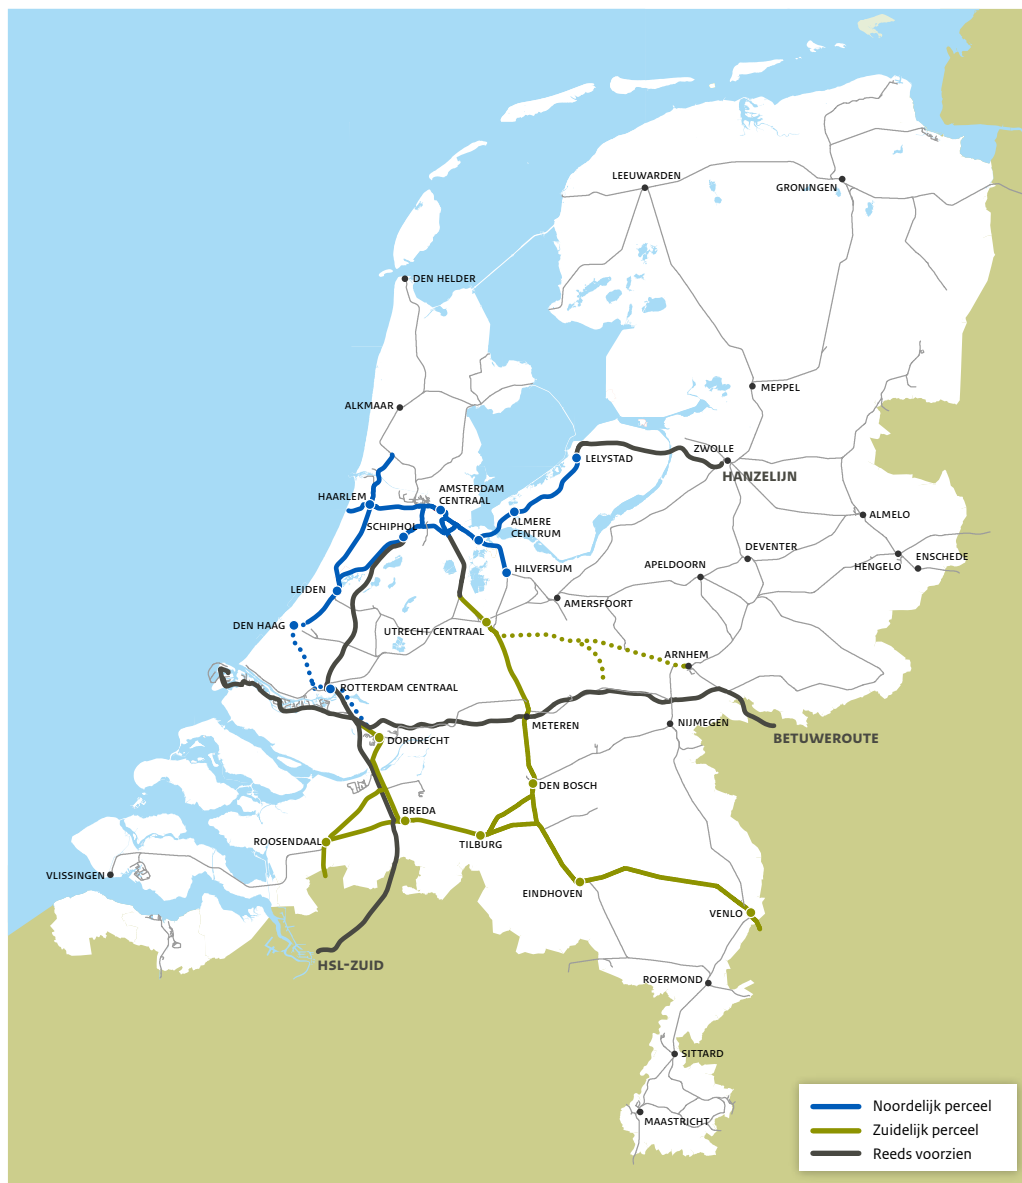 LEEUWARDEN
GRONINGEN
DEN HELDER
MEPPEL
ALKMAAR
ZWOLLE
LELYSTAD
HANZELIJN
HAARLEM
AMSTERDAM
CENTRAAL
ALMELO
SCHIPHOL
ALMERE
CENTRUM
DEVENTER
ENSCHEDE
HENGELO
APELDOORN
HILVERSUM
LEIDEN
AMERSFOORT
DEN HAAG
UTRECHT CENTRAAL
ARNHEM
ROTTERDAM CENTRAAL
METEREN
NIJMEGEN
BETUWEROUTE
DORDRECHT
DEN BOSCH
BREDA
ROOSENDAAL
TILBURG
VLISSINGEN
EINDHOVEN
VENLO
HSL-ZUID
ROERMOND
SITTARD
MAASTRICHT
Noordelijk perceel
Zuidelijk perceel
Reeds voorzien